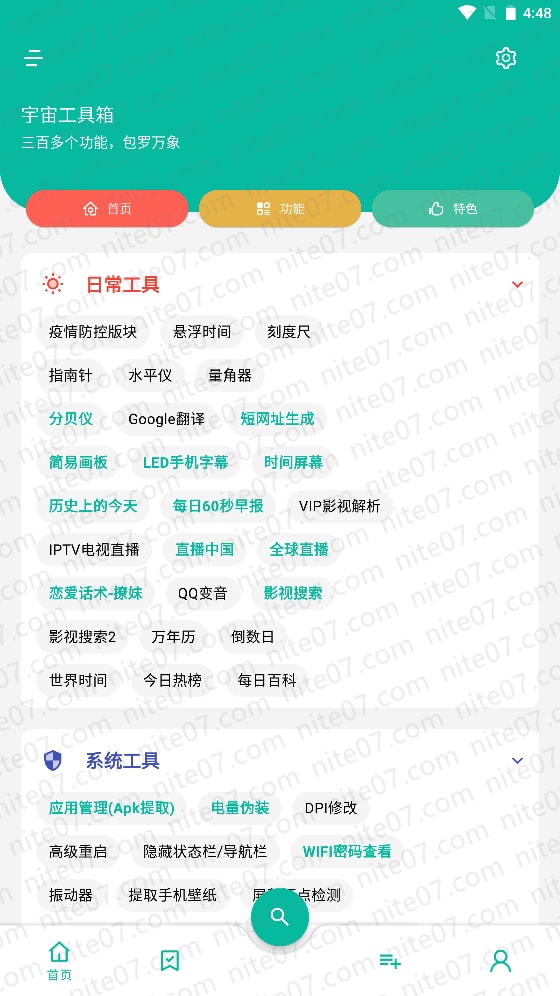 4:48
宇宙工具箱
三百多个功能，包罗万象
首页 功能 特色
日常工具
疫情防控版块 悬浮时间 刻度尺
指南针 水平仪 量角器
分贝仪 Google翻译 短网址生成
简易画板 LED手机字幕 时间屏幕
历史上的今天 每日60秒早报 VIP影视解析
IPTV电视直播 直播中国 全球直播
恋爱话术-撩妹 QQ变音 影视搜索
影视搜索2 万年历 倒数日
世界时间 今日热榜 每日百科
系统工具
应用管理(Apk提取) 电量伪装 DPI修改
高级重启 隐藏状态栏/导航栏 WIFI密码查看
振动器 提取手机壁纸 点检测
首页
nite07.com